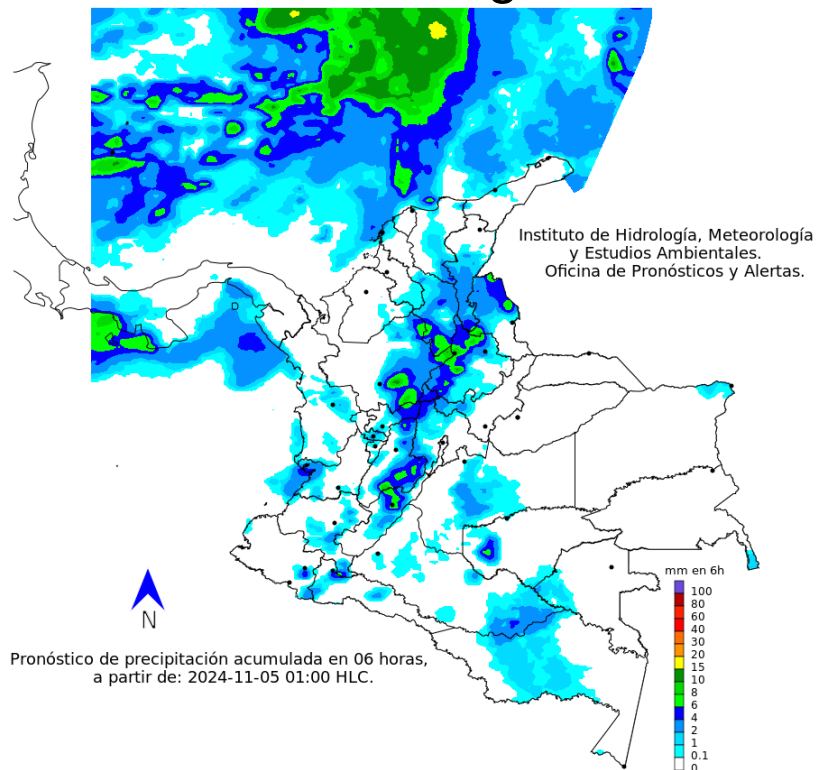 Instituto de Hidrología, Meteorología
y Estudios Ambientales.
Oficina de Pronósticos y Alertas.
N
Pronóstico de precipitación acumulada en 06 horas,
a partir de: 2024-11-05 01:00 HLC.
mm en 6h
100
80
60
40
30
20
15
10
8
6
4
2
1
0.1
0